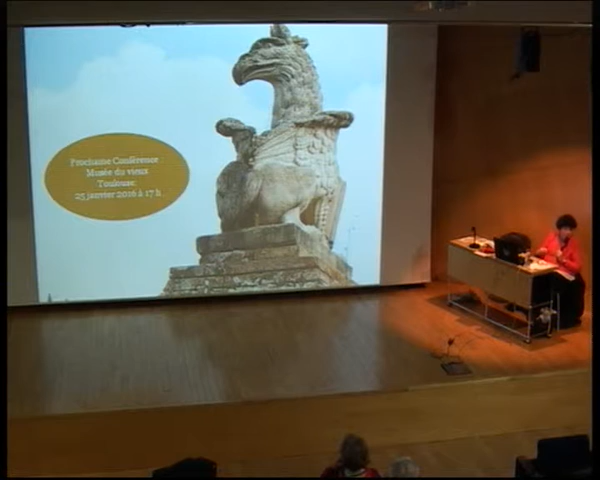 Prochaine Conférence
Musée du vieux
Toulouse
25 janvier 2016 à 17 h